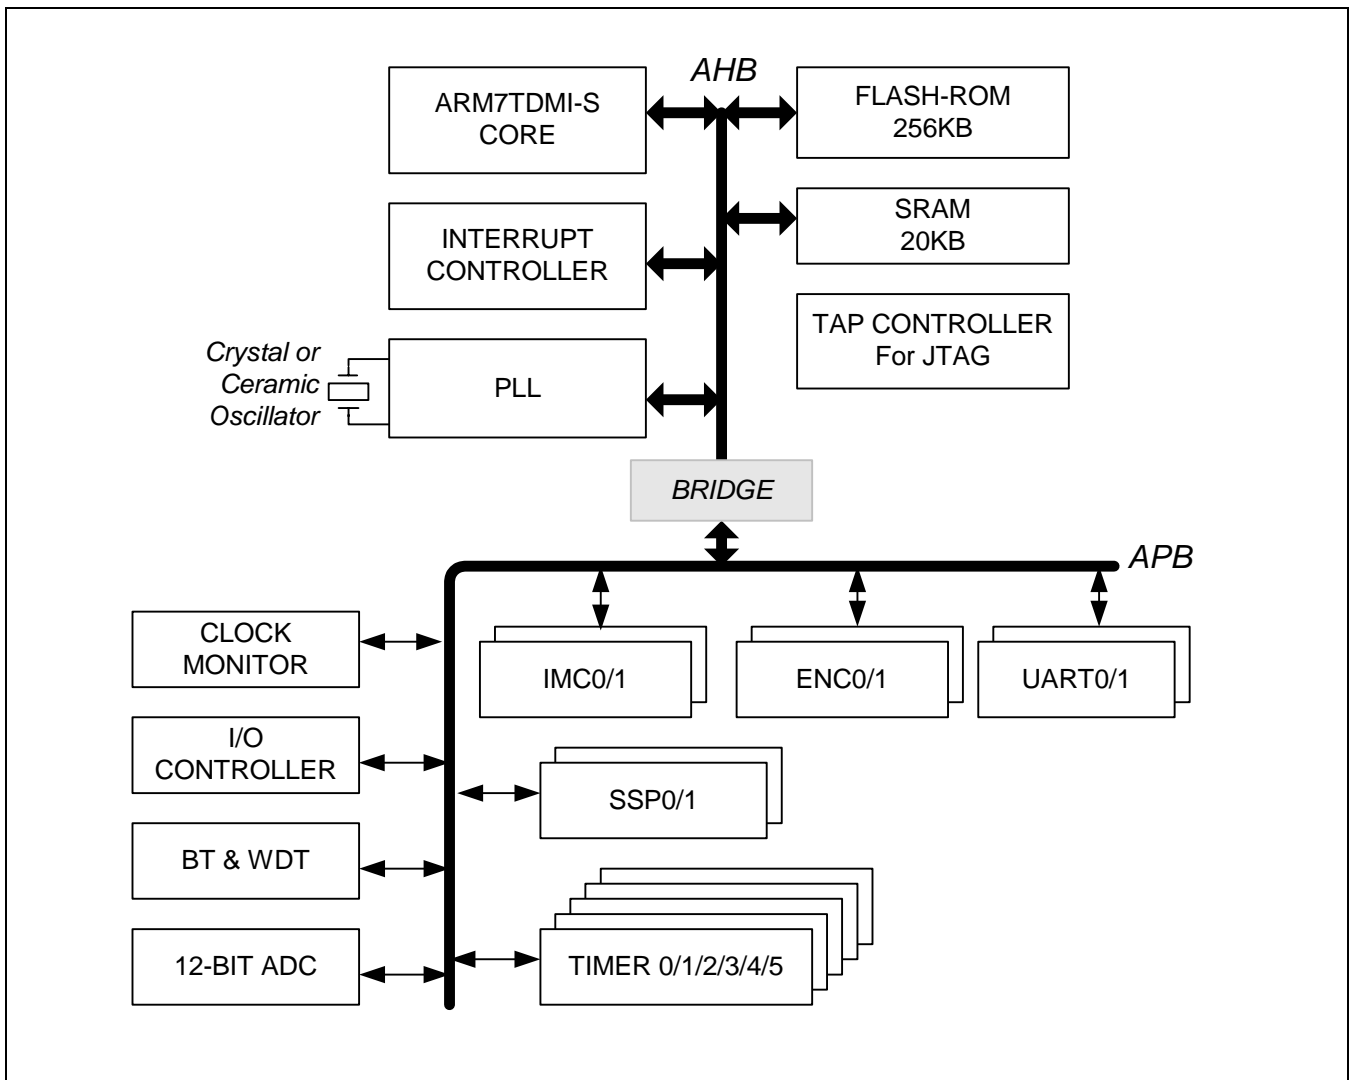 AHB
ARM7TDMI-S
CORE
FLASH-ROM
256KB
INTERRUPT
CONTROLLER
SRAM
20KB
TAP CONTROLLER
For JTAG
Crystal or
Ceramic
Oscillator
PLL
BRIDGE
APB
CLOCK
MONITOR
IMC0/1
ENC0/1
UART0/1
I/O
CONTROLLER
SSP0/1
BT & WDT
12-BIT ADC
TIMER 0/1/2/3/4/5